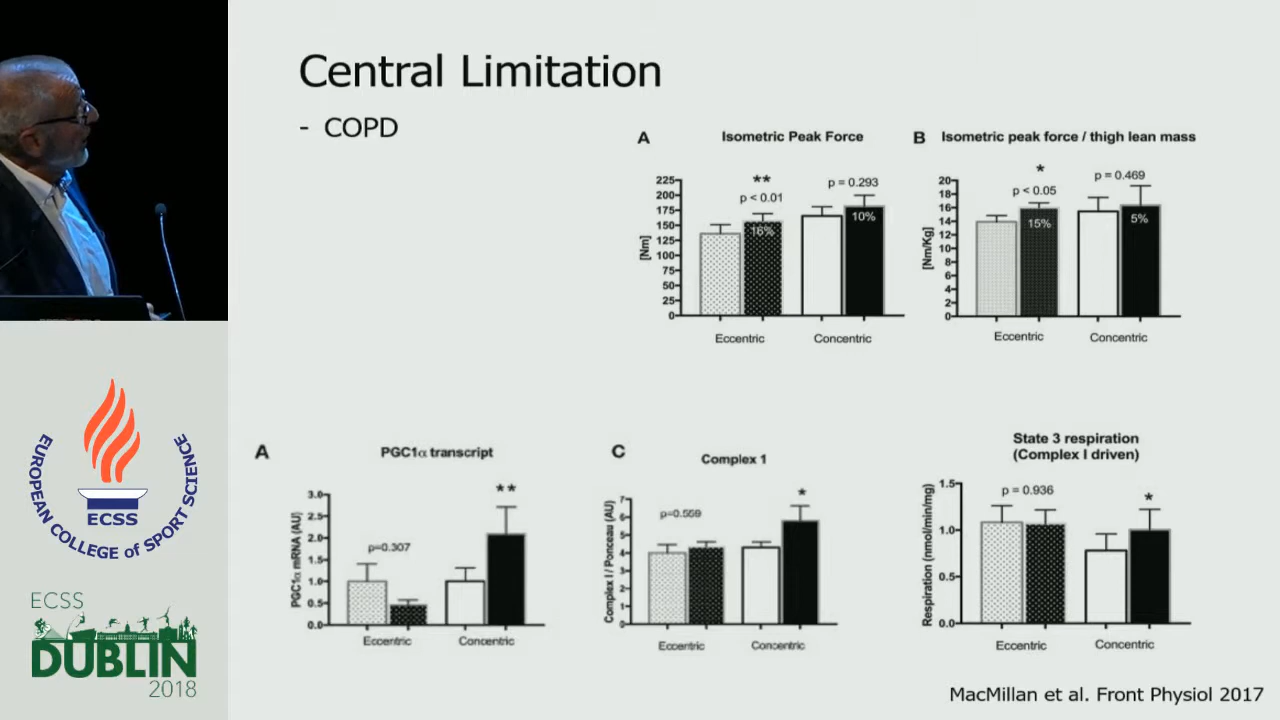 Central Limitation
- COPD
A
Isometric Peak Force
225
200
175
150
125
100
75
50
25
0
[Nm]
**
p < 0.01
16%
p = 0.293
10%
Eccentric
Concentric
B
Isometric peak force / thigh lean mass
20
18
16
14
12
10
8
6
4
2
0
[Nm/Kg]
*
p < 0.05
15%
p = 0.469
5%
Eccentric
Concentric
A
PGC1α transcript
3.0
2.5
2.0
1.5
1.0
0.5
0.0
PGC1α mRNA (AU)
p=0.307
**
Eccentric
Concentric
C
Complex 1
7
6
5
4
3
2
1
0
Complex I / Ponceau (AU)
p=0.559
*
Eccentric
Concentric
State 3 respiration
(Complex I driven)
1.5
1.0
0.5
0.0
Respiration (nmol/min/mg)
p = 0.936
*
Eccentric
Concentric
MacMillan et al. Front Physiol 2017
EUROPEAN COLLEGE of SPORT SCIENCE
ECSS
ECSS
DUBLIN
2018